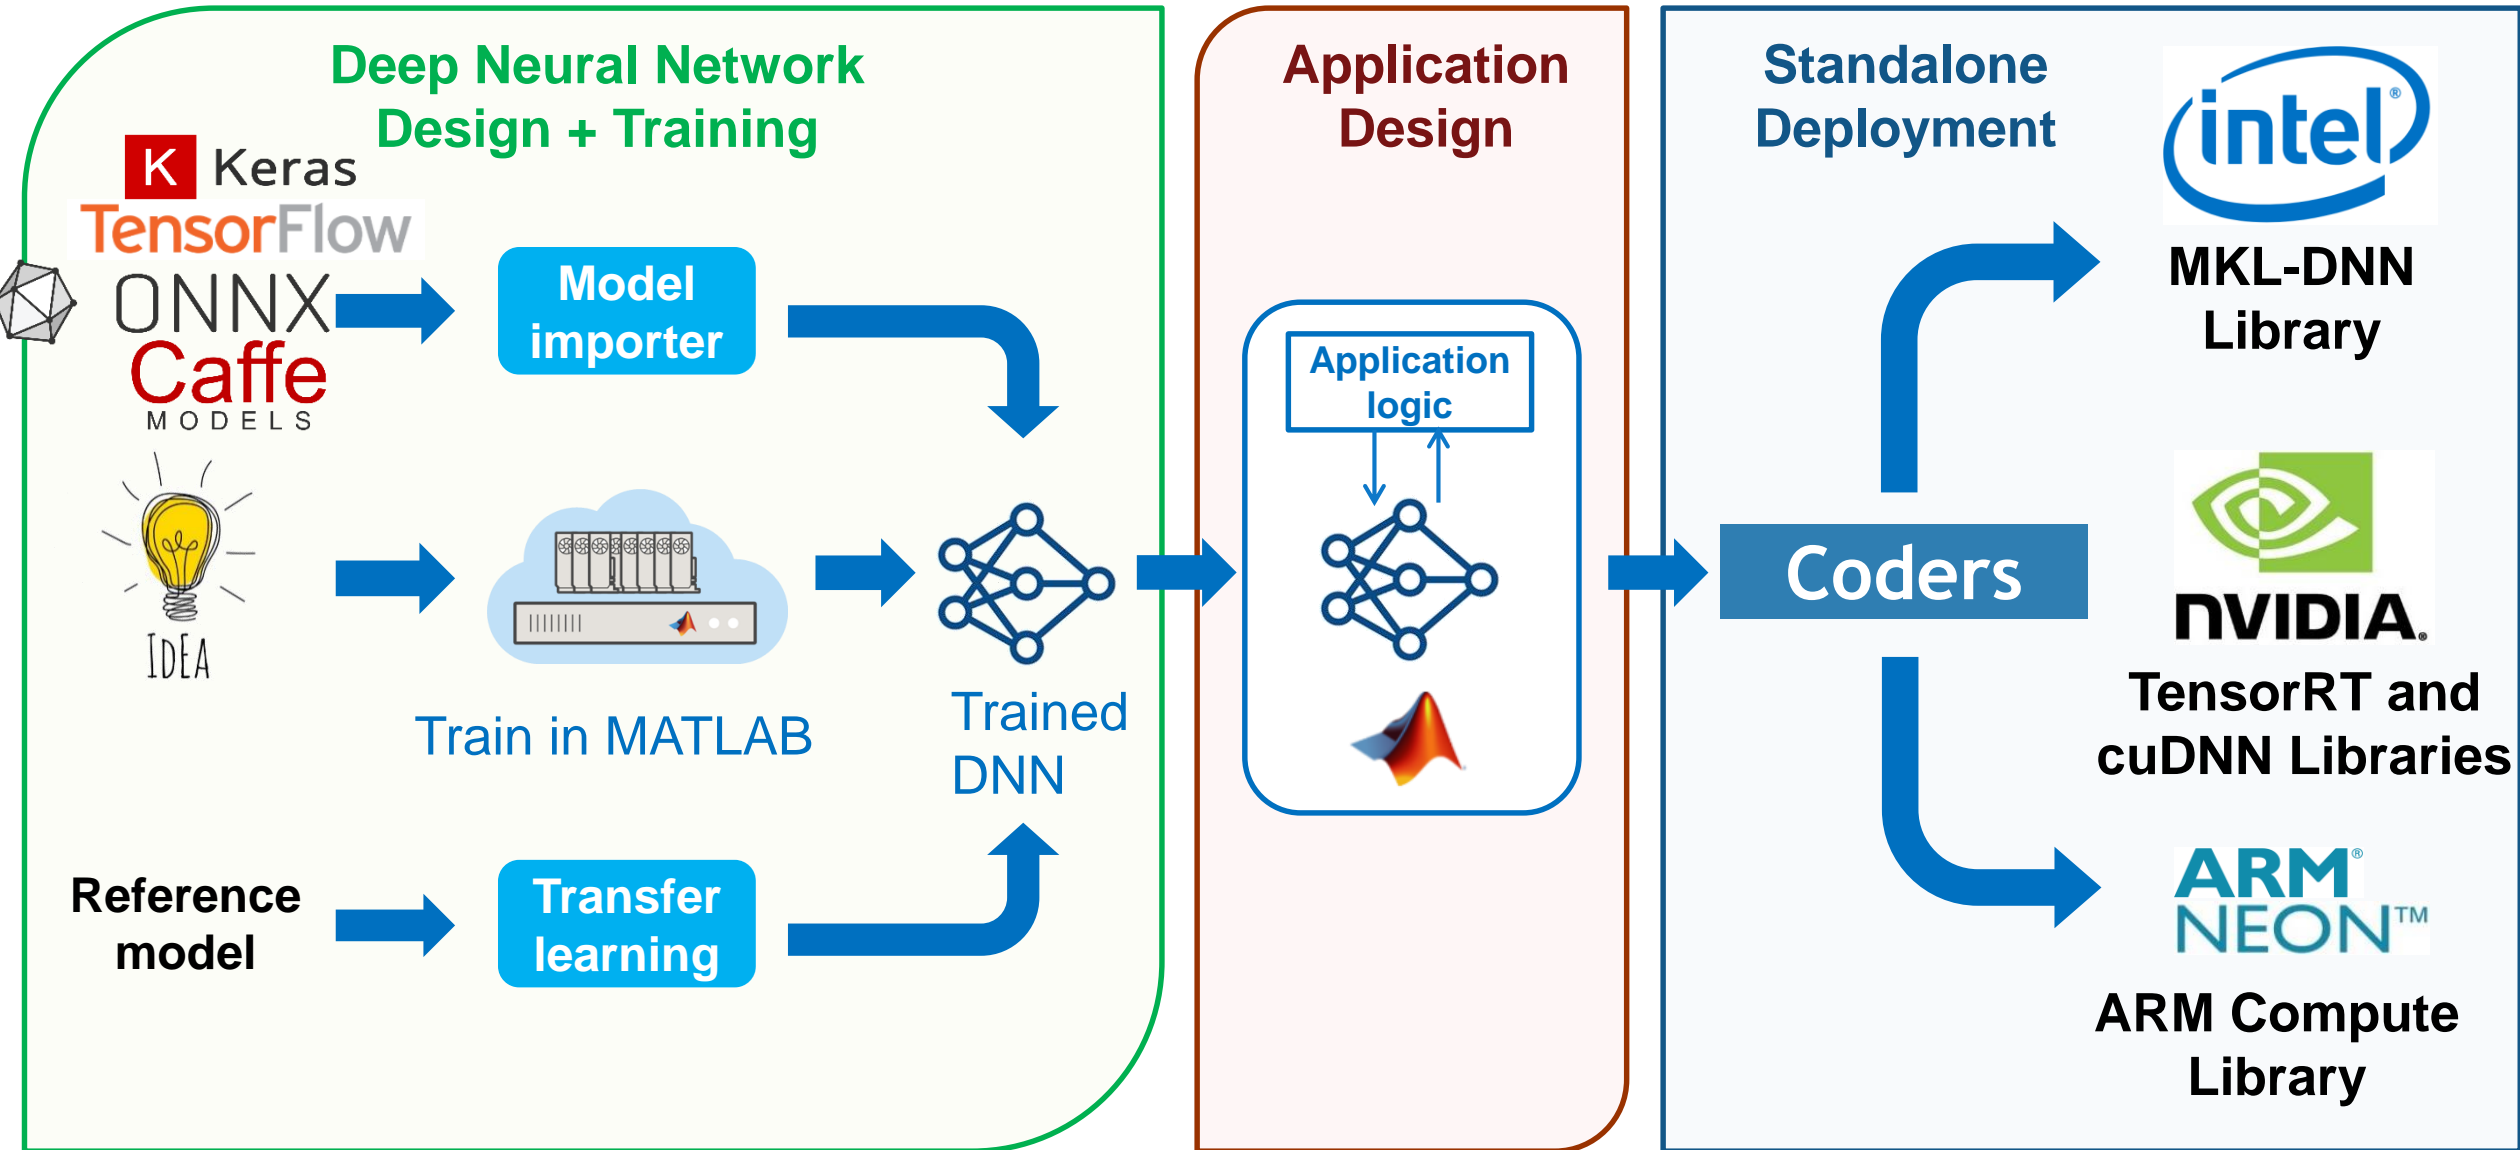 Deep Neural Network
Design + Training
K Keras
TensorFlow
ONNX
Caffe
MODELS
Model
importer
IDEA
Train in MATLAB
Trained
DNN
Reference
model
Transfer
learning
Application
Design
Application
logic
Standalone
Deployment
Coders
intel®
MKL-DNN
Library
NVIDIA.
TensorRT and
cuDNN Libraries
ARM®
NEON™
ARM Compute
Library